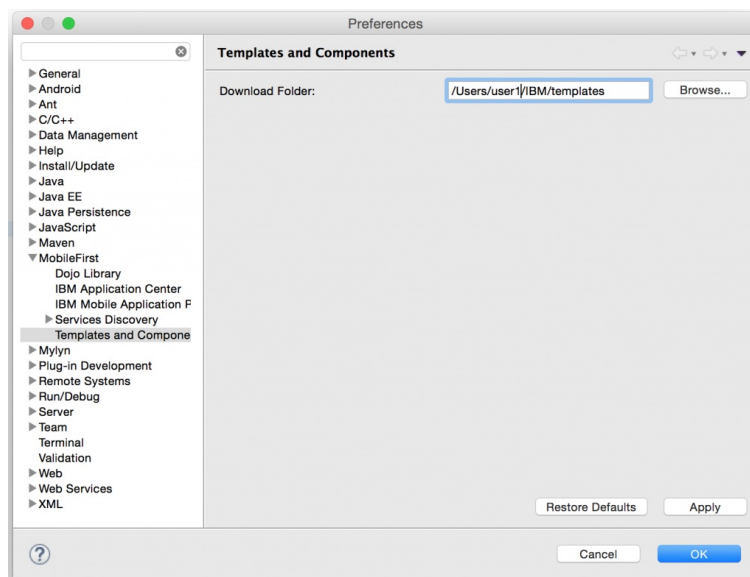 Preferences
Templates and Components
General
Android
Ant
C/C++
Data Management
Help
Install/Update
Java
Java EE
Java Persistence
JavaScript
Maven
MobileFirst
Dojo Library
IBM Application Center
IBM Mobile Application P
Services Discovery
Templates and Compone
Mylyn
Plug-in Development
Remote Systems
Run/Debug
Server
Team
Terminal
Validation
Web
Web Services
XML
Download Folder: /Users/user1/IBM/templates Browse...
Restore Defaults Apply
? Cancel OK